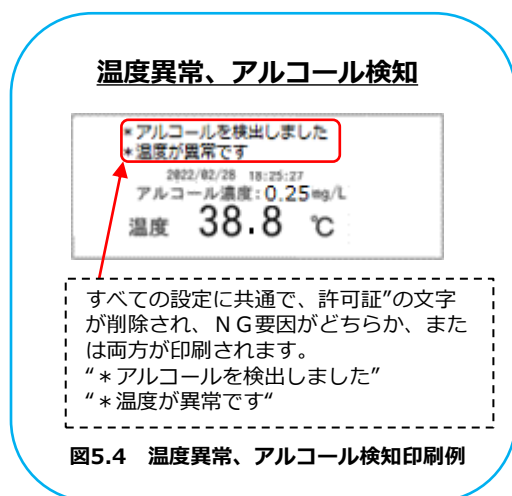 温度異常、アルコール検知
*アルコールを検出しました
*温度が異常です
2022/02/28 18:25:27
アルコール濃度:0.25mg/L
温度 38.8 ℃
すべての設定に共通で、許可証”の文字
が削除され、ＮＧ要因がどちらか、また
は両方が印刷されます。
“＊アルコールを検出しました”
“＊温度が異常です“
図5.4 温度異常、アルコール検知印刷例